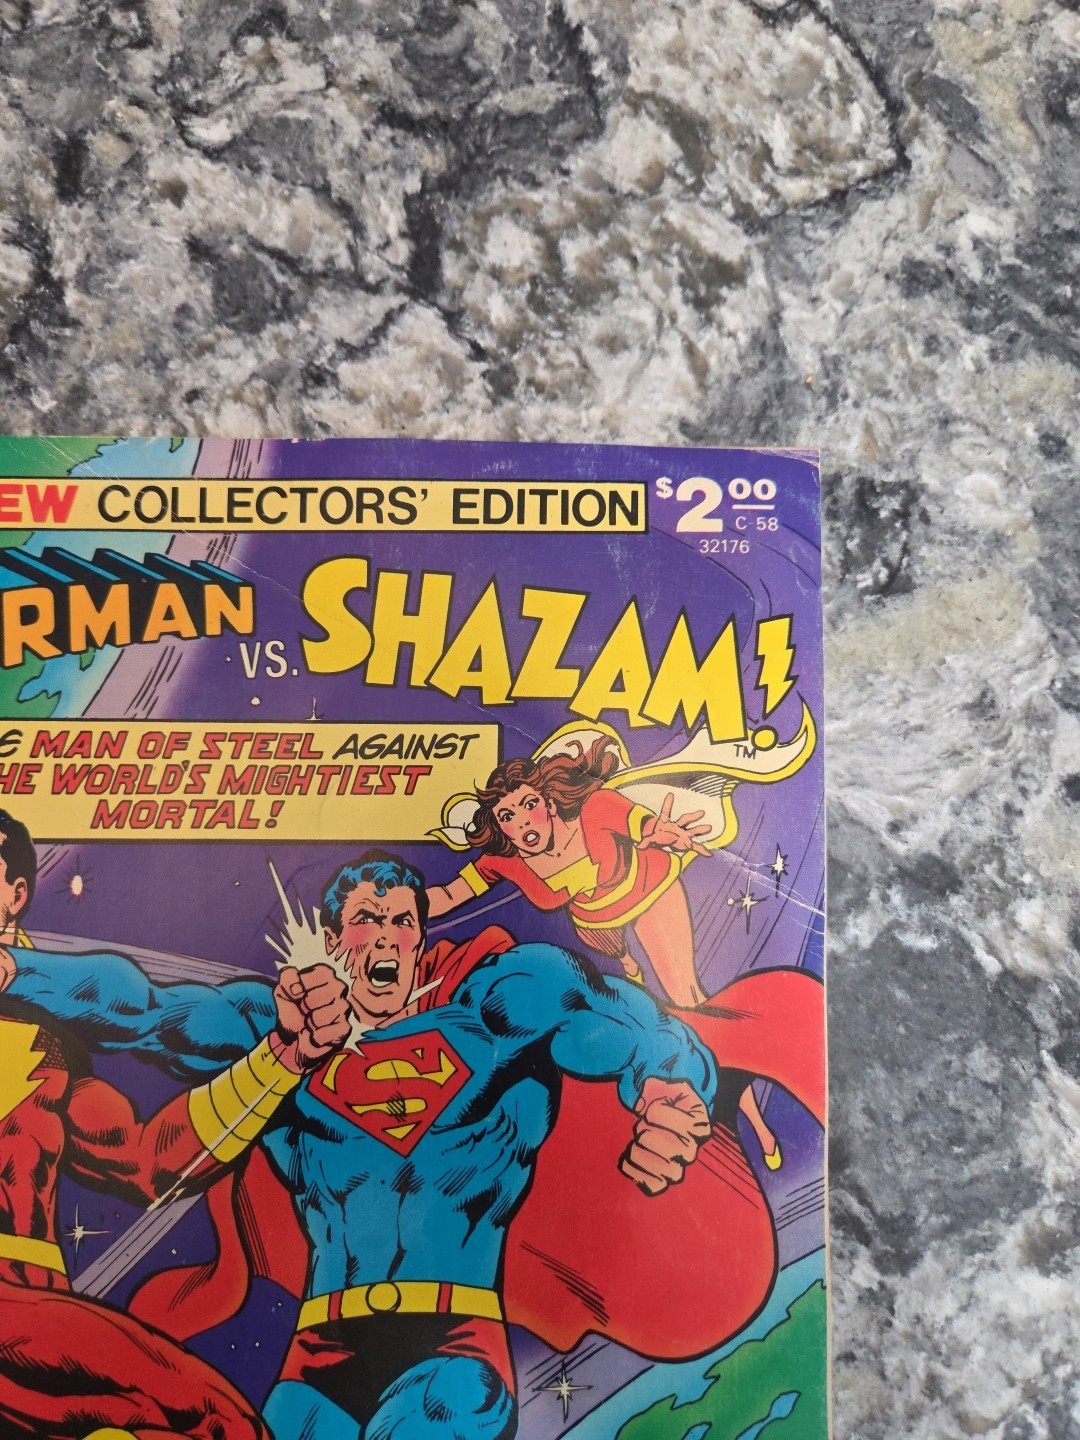 EW COLLECTORS' EDITION
$2.00
C-58
32176
RMAN
VS. SHAZAM!
TM
MAN OF STEEL AGAINST
HE WORLD'S MIGHTIEST
MORTAL!
S